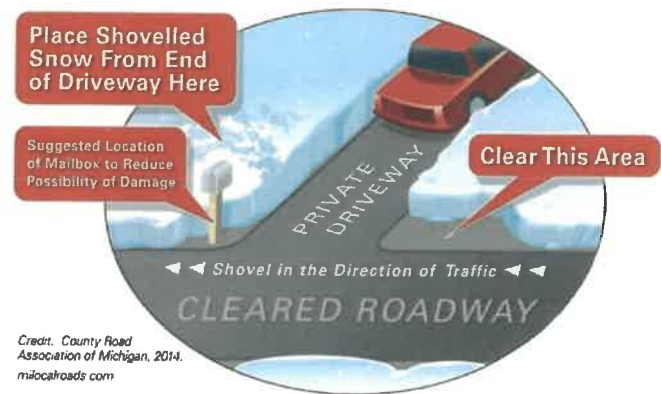 Place Shovelled
Snow From End
of Driveway Here
Suggested Location
of Mailbox to Reduce
Possibility of Damage
PRIVATE
DRIVEWAY
Clear This Area
Shovel in the Direction of Traffic
CLEARED ROADWAY
Credit. County Road
Association of Michigan, 2014.
milocalroads com